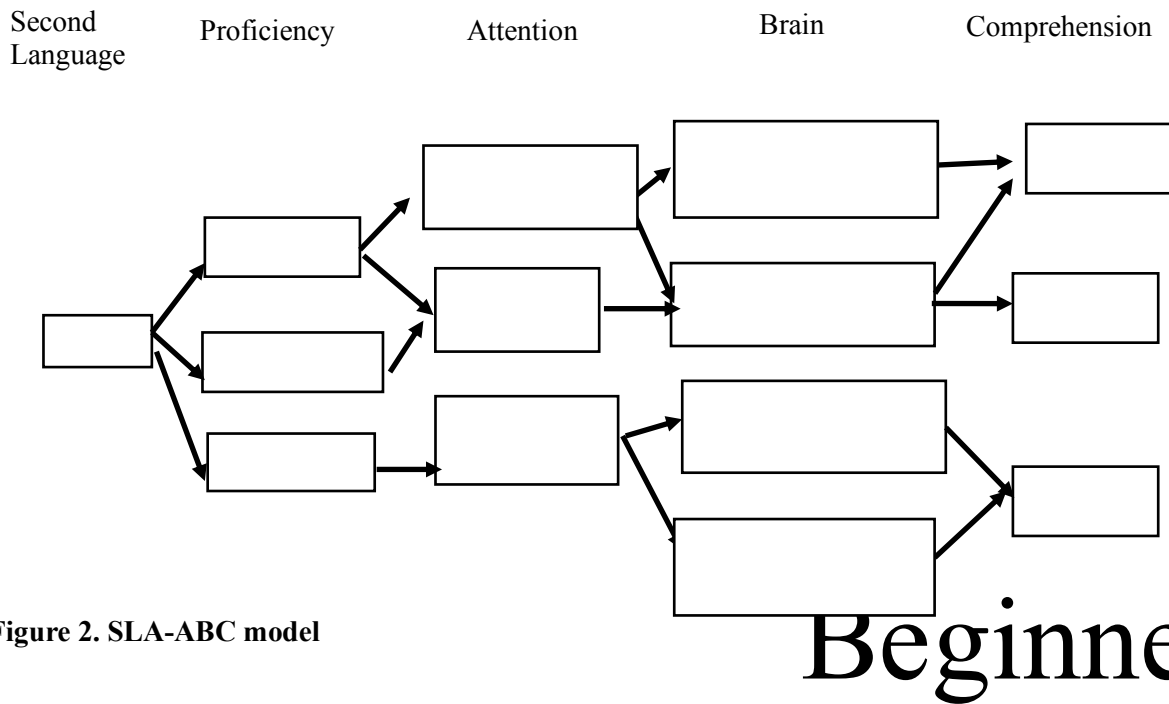 Second
Language
Proficiency
Attention
Brain
Comprehension
Figure 2. SLA-ABC model
Beginne